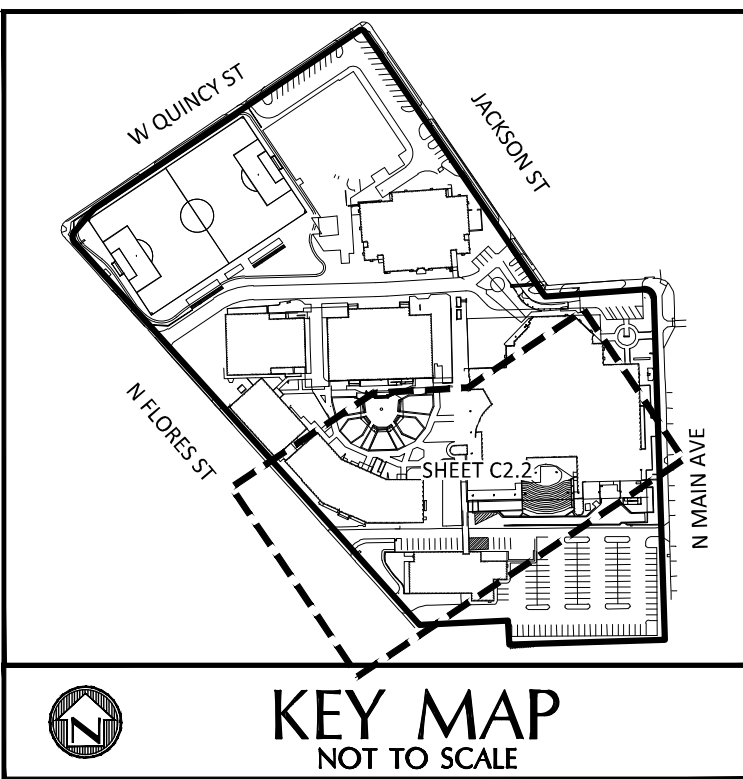 W QUINCY ST
JACKSON ST
N FLORES ST
SHEET C2.2
N MAIN AVE
N
KEY MAP
NOT TO SCALE